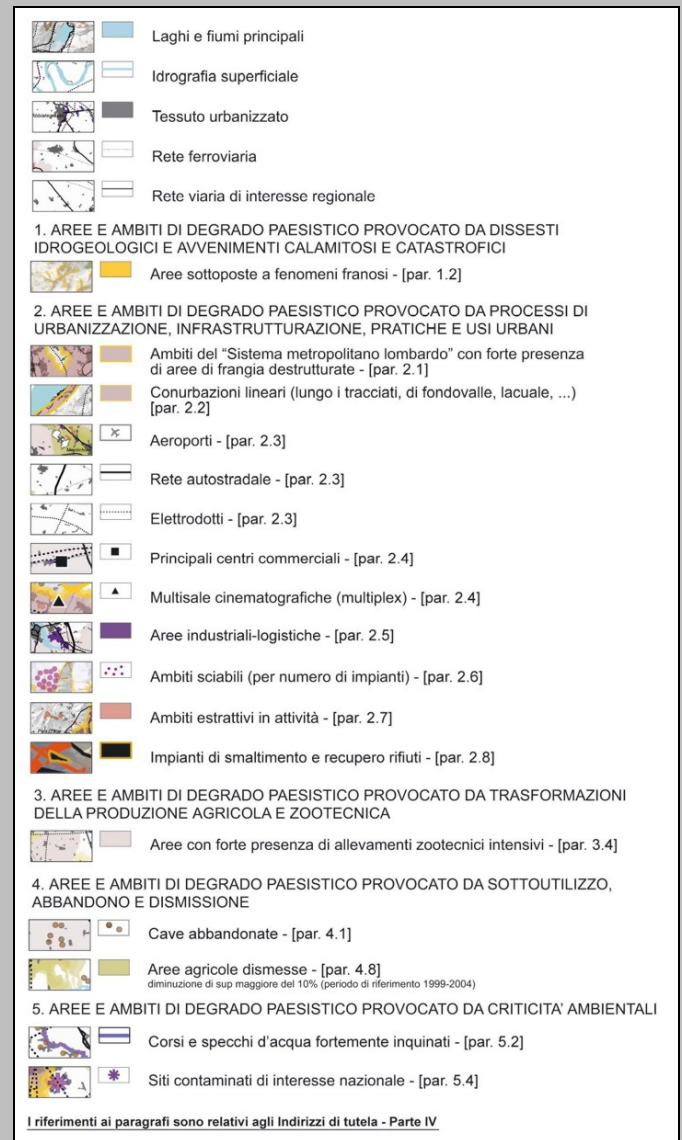 Laghi e fiumi principali
Idrografia superficiale
Tessuto urbanizzato
Rete ferroviaria
Rete viaria di interesse regionale
1. AREE E AMBITI DI DEGRADO PAESISTICO PROVOCATO DA DISSESTI
IDROGEOLOGICI E AVVENIMENTI CALAMITOSI E CATASTROFICI
Aree sottoposte a fenomeni franosi - [par. 1.2]
2. AREE E AMBITI DI DEGRADO PAESISTICO PROVOCATO DA PROCESSI DI
URBANIZZAZIONE, INFRASTRUTTURAZIONE, PRATICHE E USI URBANI
Ambiti del “Sistema metropolitano lombardo” con forte presenza
di aree di frangia destrutturate - [par. 2.1]
Conurbazioni lineari (lungo i tracciati, di fondovalle, lacuale, ...)
[par. 2.2]
Aeroporti - [par. 2.3]
Rete autostradale - [par. 2.3]
Elettrodotti - [par. 2.3]
Principali centri commerciali - [par. 2.4]
Multisale cinematografiche (multiplex) - [par. 2.4]
Aree industriali-logistiche - [par. 2.5]
Ambiti sciabili (per numero di impianti) - [par. 2.6]
Ambiti estrattivi in attività - [par. 2.7]
Impianti di smaltimento e recupero rifiuti - [par. 2.8]
3. AREE E AMBITI DI DEGRADO PAESISTICO PROVOCATO DA TRASFORMAZIONI
DELLA PRODUZIONE AGRICOLA E ZOOTECNICA
Aree con forte presenza di allevamenti zootecnici intensivi - [par. 3.4]
4. AREE E AMBITI DI DEGRADO PAESISTICO PROVOCATO DA SOTTOUTILIZZO,
ABBANDONO E DISMISSIONE
Cave abbandonate - [par. 4.1]
Aree agricole dismesse - [par. 4.8]
diminuzione di sup maggiore del 10% (periodo di riferimento 1999-2004)
5. AREE E AMBITI DI DEGRADO PAESISTICO PROVOCATO DA CRITICITA’ AMBIENTALI
Corsi e specchi d’acqua fortemente inquinati - [par. 5.2]
Siti contaminati di interesse nazionale - [par. 5.4]
I riferimenti ai paragrafi sono relativi agli Indirizzi di tutela - Parte IV